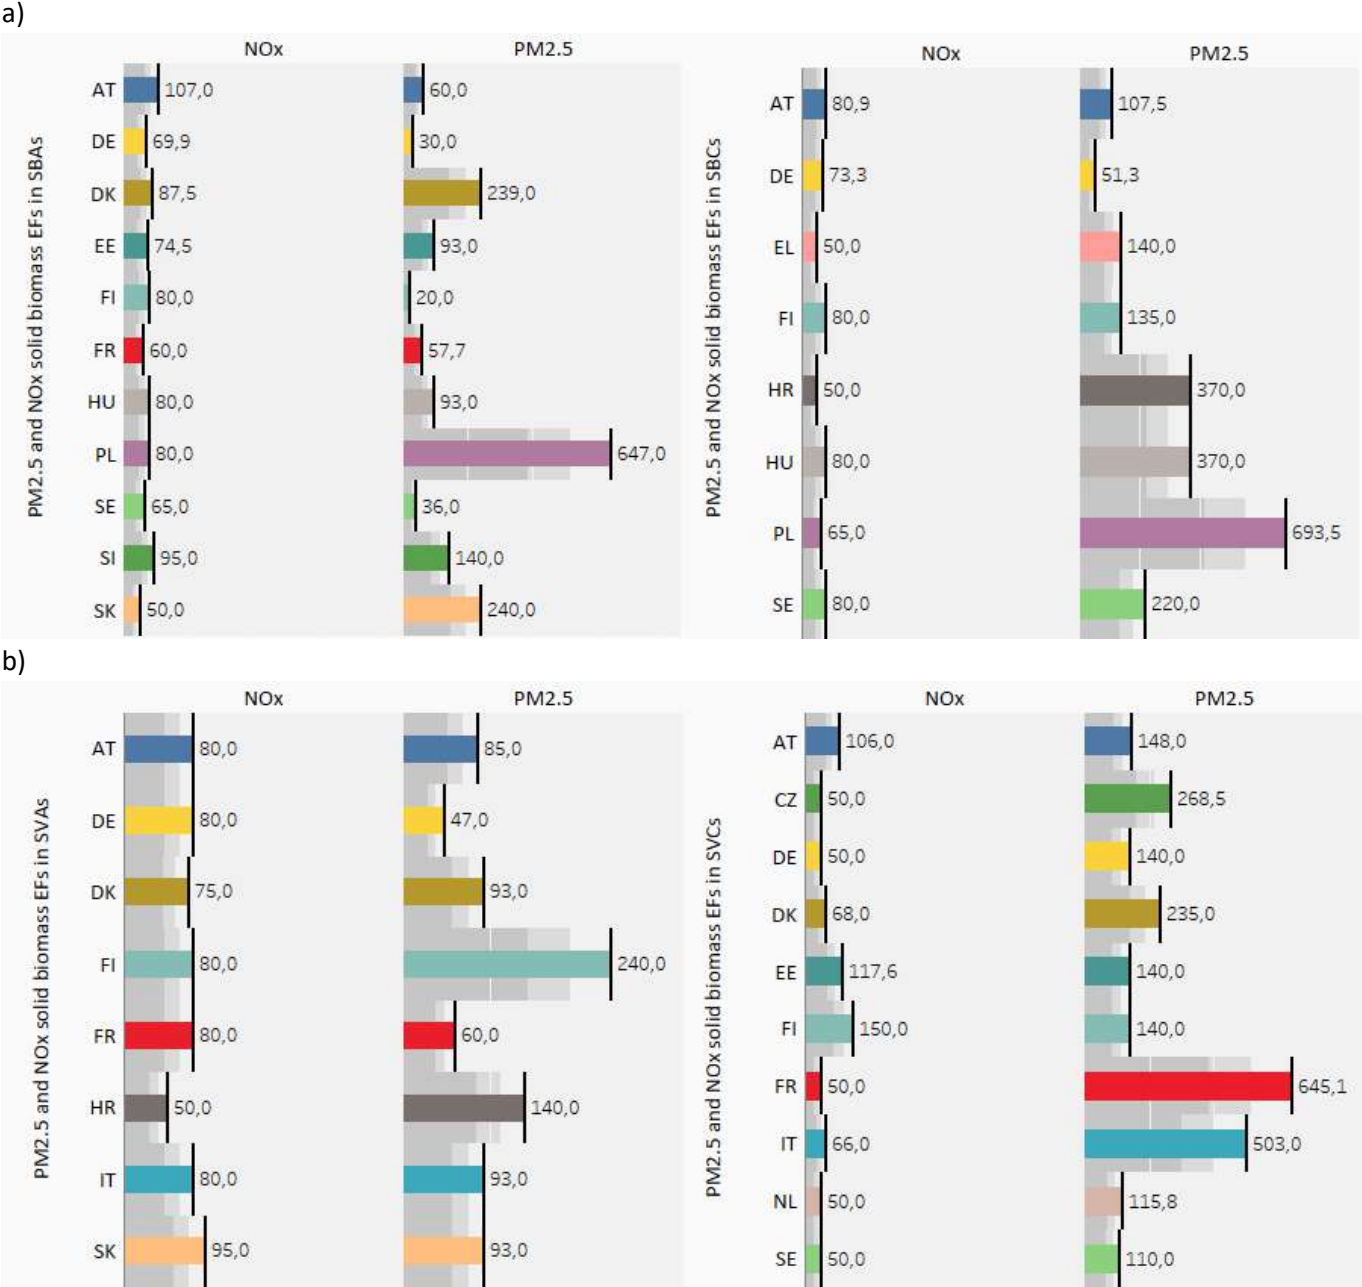 a)
NOx PM2.5
PM2.5 and NOx solid biomass EFs in SBAs
AT 107,0 60,0
DE 69,9 30,0
DK 87,5 239,0
EE 74,5 93,0
FI 80,0 20,0
FR 60,0 57,7
HU 80,0 93,0
PL 80,0 647,0
SE 65,0 36,0
SI 95,0 140,0
SK 50,0 240,0
NOx PM2.5
PM2.5 and NOx solid biomass EFs in SBCs
AT 80,9 107,5
DE 73,3 51,3
EL 50,0 140,0
FI 80,0 135,0
HR 50,0 370,0
HU 80,0 370,0
PL 65,0 693,5
SE 80,0 220,0
b)
NOx PM2.5
PM2.5 and NOx solid biomass EFs in SVAs
AT 80,0 85,0
DE 80,0 47,0
DK 75,0 93,0
FI 80,0 240,0
FR 80,0 60,0
HR 50,0 140,0
IT 80,0 93,0
SK 95,0 93,0
NOx PM2.5
PM2.5 and NOx solid biomass EFs in SVCs
AT 106,0 148,0
CZ 50,0 268,5
DE 50,0 140,0
DK 68,0 235,0
EE 117,6 140,0
FI 150,0 140,0
FR 50,0 645,1
IT 66,0 503,0
NL 50,0 115,8
SE 50,0 110,0